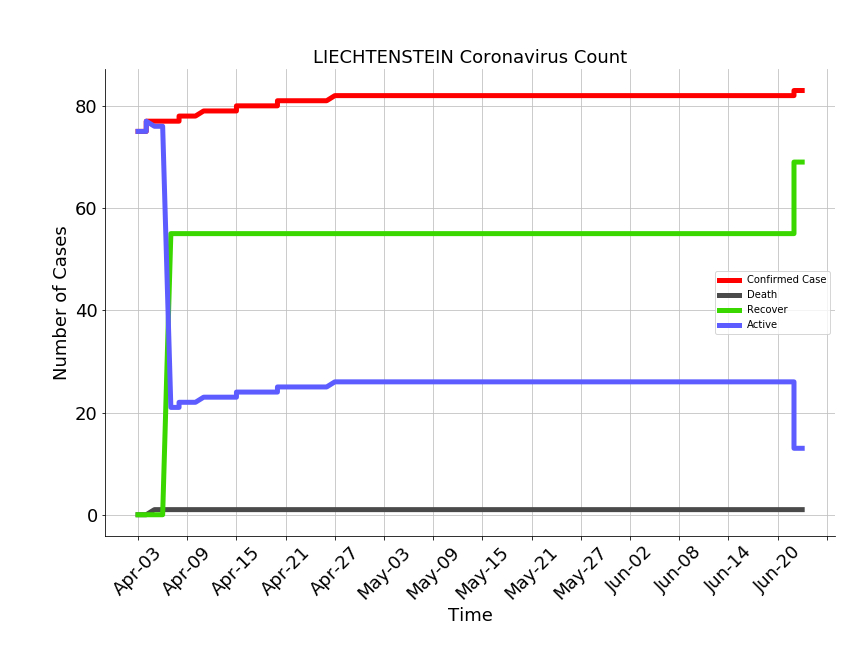 LIECHTENSTEIN Coronavirus Count
Number of Cases
80
60
40
20
0
Confirmed Case
Death
Recover
Active
Apr-03 Apr-09 Apr-15 Apr-21 Apr-27 May-03 May-09 May-15 May-21 May-27 Jun-02 Jun-08 Jun-14 Jun-20
Time